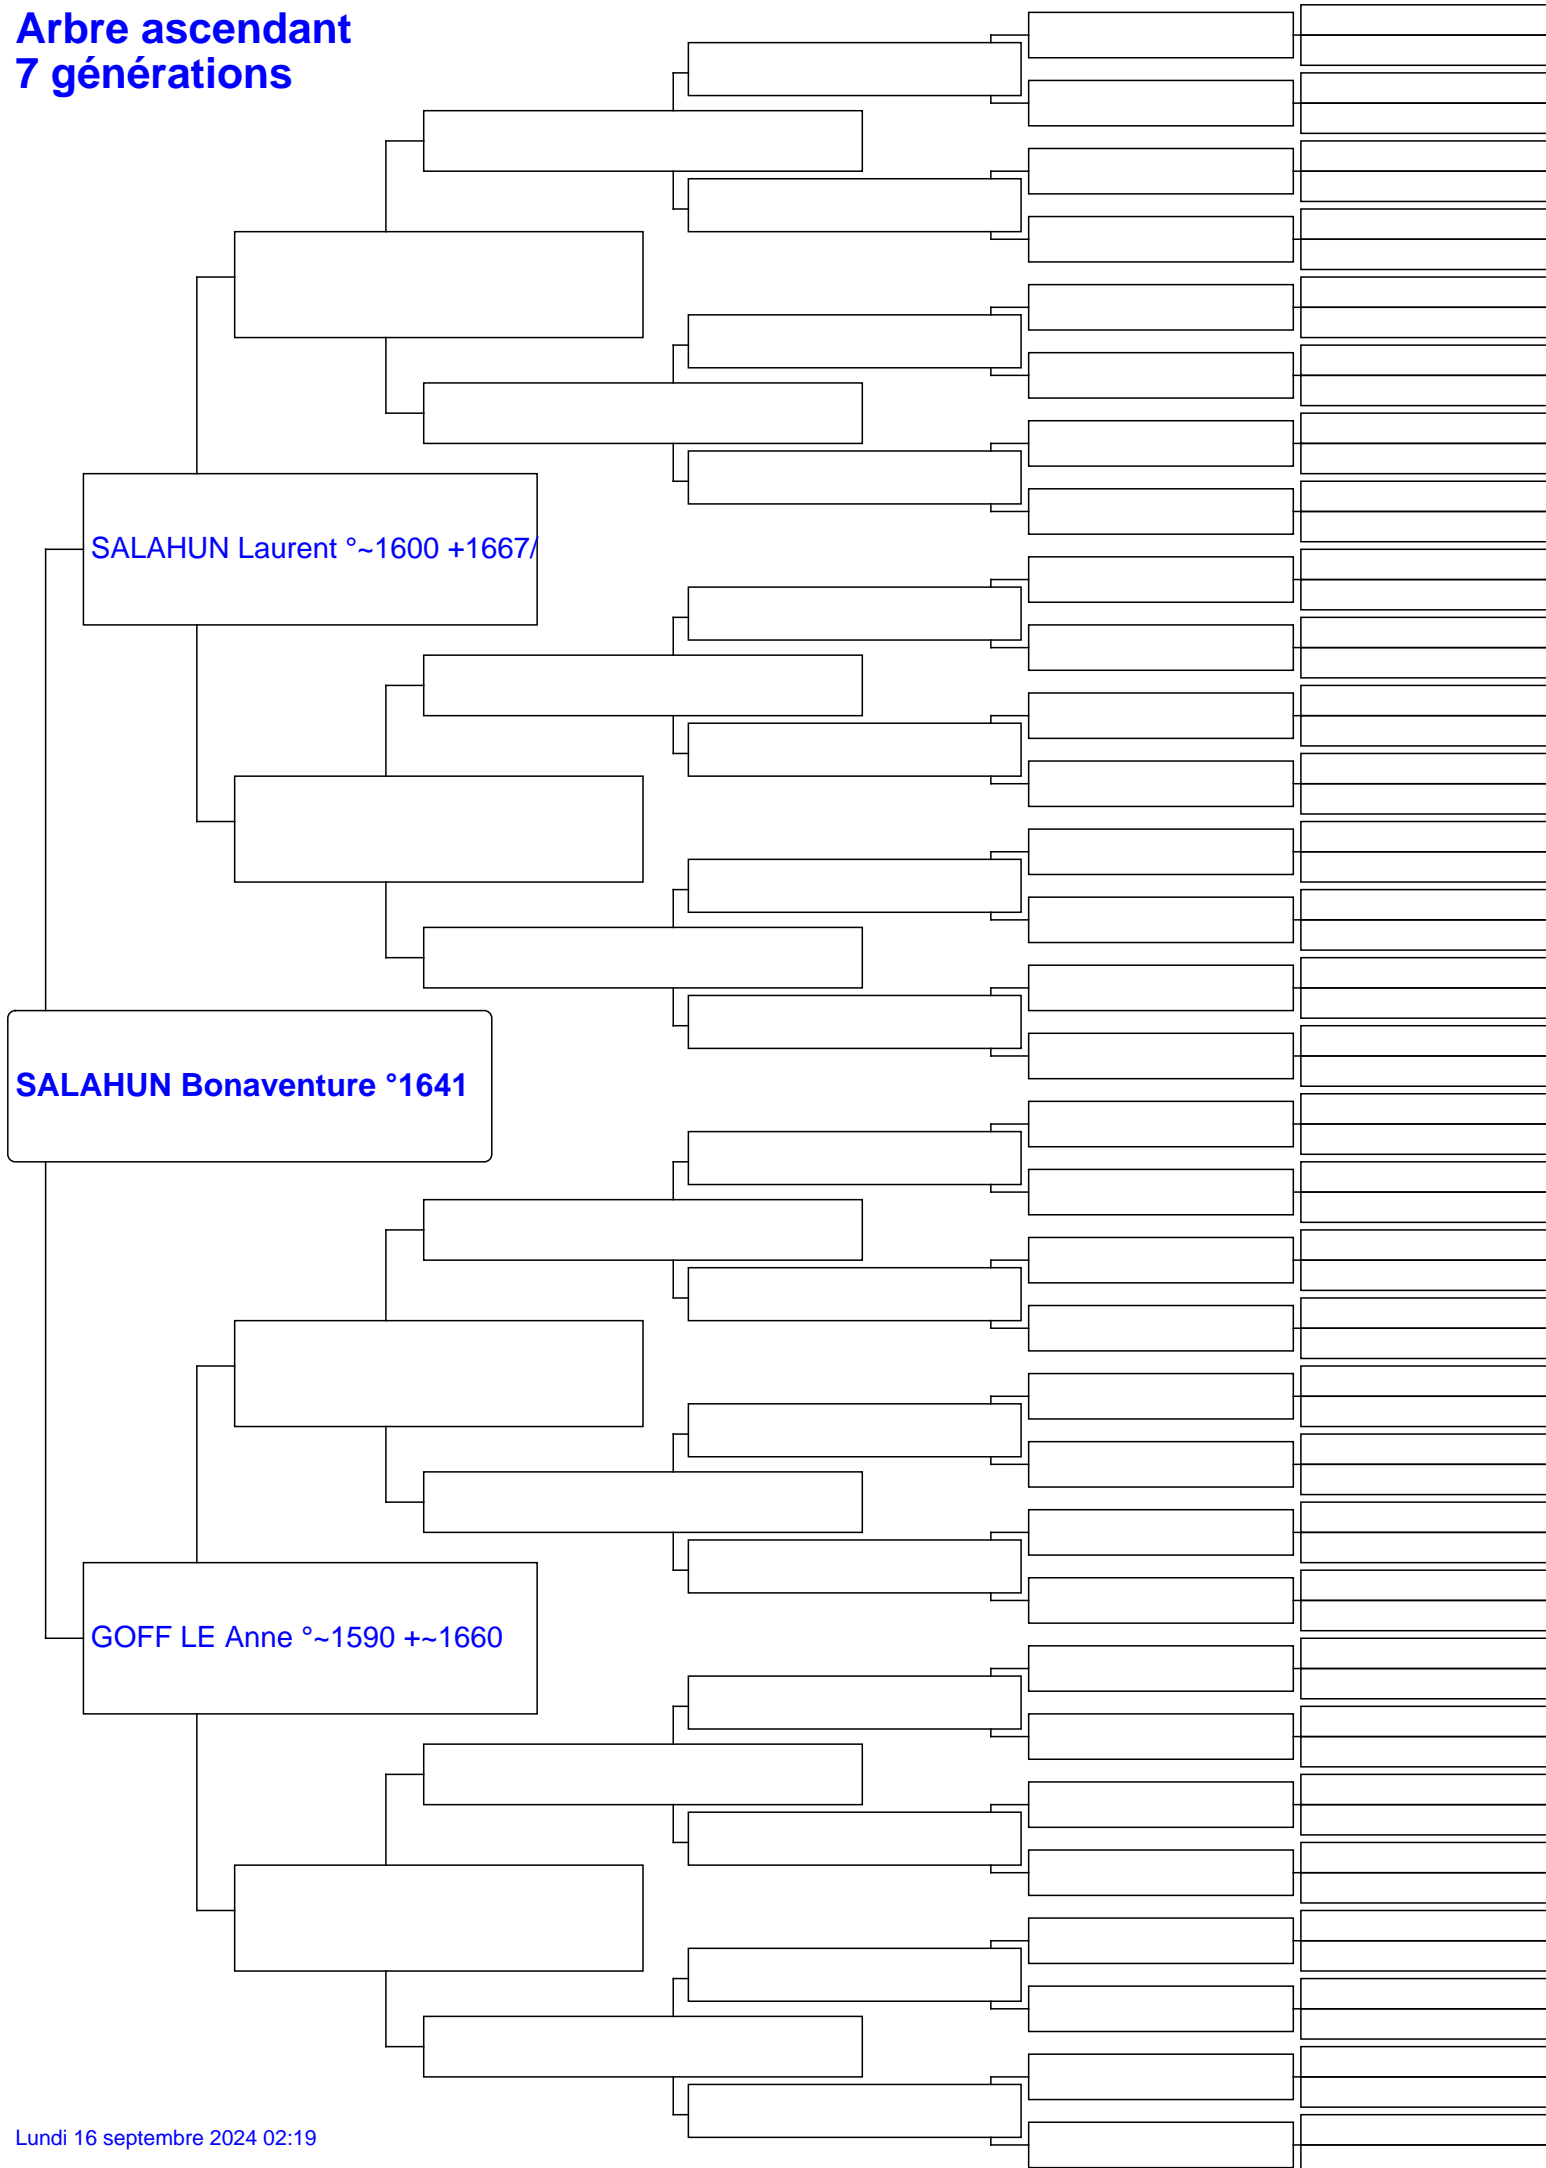 Arbre ascendant
7 générations
SALAHUN Laurent °~1600 +1667/
SALAHUN Bonaventure °1641
GOFF LE Anne °~1590 +~1660
Lundi 16 septembre 2024 02:19